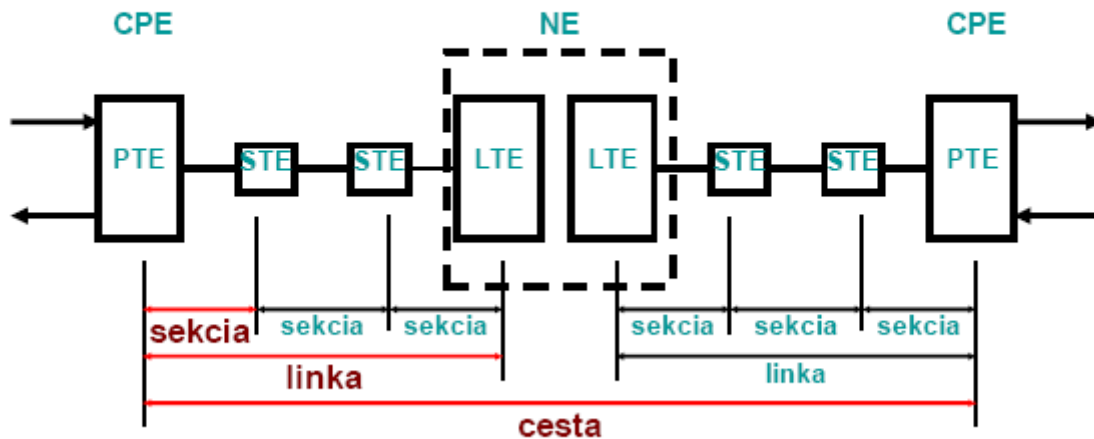 CPE NE CPE
PTE STE STE LTE LTE STE STE PTE
sekcia sekcia sekcia sekcia sekcia sekcia
linka linka
cesta